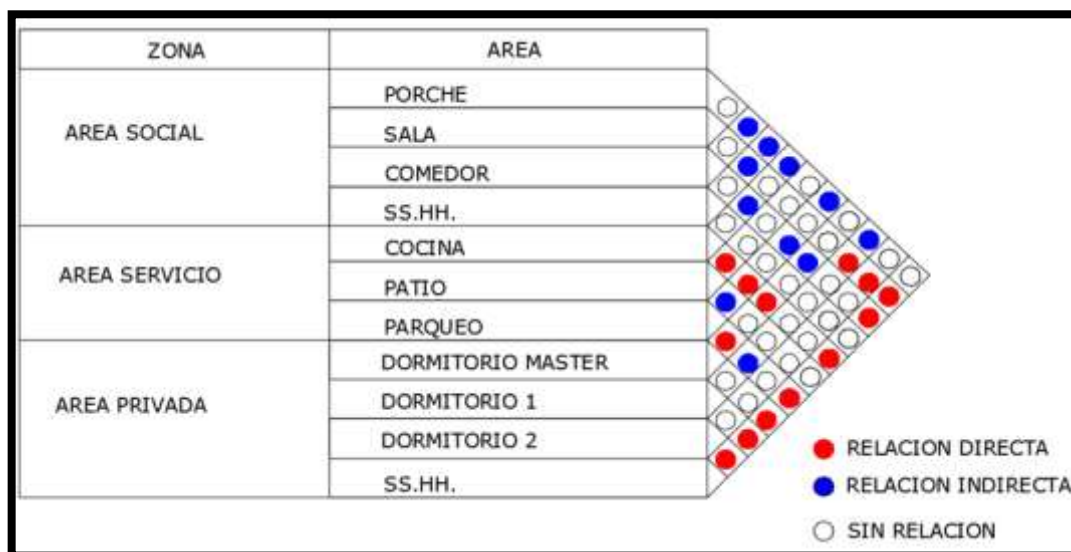 ZONA AREA
AREA SOCIAL
PORCHE
SALA
COMEDOR
SS.HH.
AREA SERVICIO
COCINA
PATIO
PARQUEO
AREA PRIVADA
DORMITORIO MASTER
DORMITORIO 1
DORMITORIO 2
SS.HH.
RELACION DIRECTA
RELACION INDIRECTA
SIN RELACION